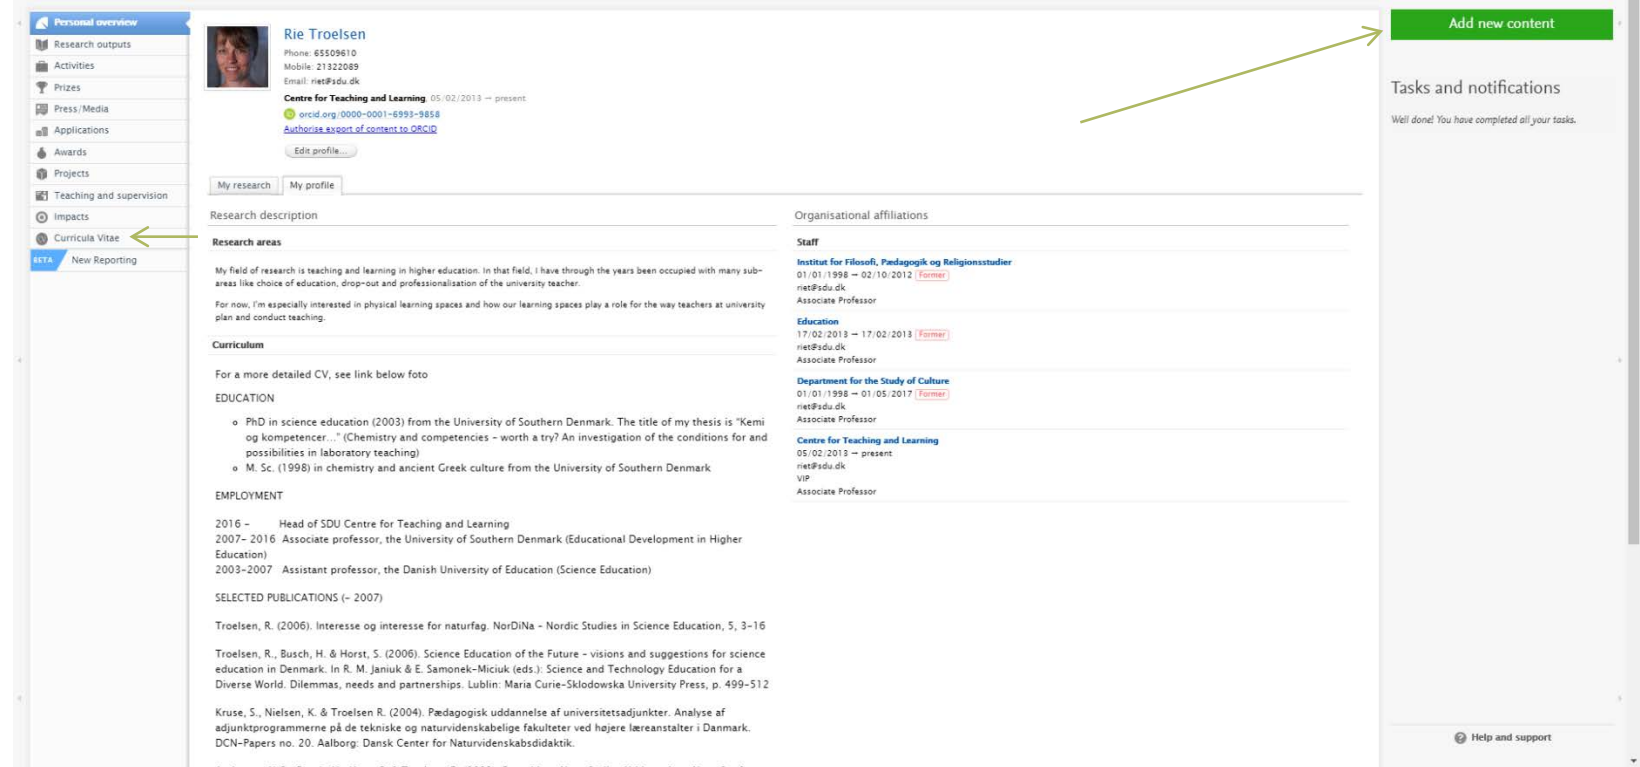 Personal overview
Research outputs
Activities
Prizes
Press/Media
Applications
Awards
Projects
Teaching and supervision
Impacts
Curricula Vitae
BETA New Reporting
Rie Troelsen
Phone: 65509610
Mobile: 21322089
Email: riet@sdu.dk
Centre for Teaching and Learning, 05/02/2013 → present
orcid.org/0000-0001-6993-9858
Authorise export of content to ORCID
Edit profile...
My research My profile
Research description
Research areas
My field of research is teaching and learning in higher education. In that field, I have through the years been occupied with many sub-
areas like choice of education, drop-out and professionalisation of the university teacher.
For now, I'm especially interested in physical learning spaces and how our learning spaces play a role for the way teachers at university
plan and conduct teaching.
Curriculum
For a more detailed CV, see link below foto
EDUCATION
PhD in science education (2003) from the University of Southern Denmark. The title of my thesis is "Kemi
og kompetencer..." (Chemistry and competencies - worth a try? An investigation of the conditions for and
possibilities in laboratory teaching)
M. Sc. (1998) in chemistry and ancient Greek culture from the University of Southern Denmark
EMPLOYMENT
2016 - Head of SDU Centre for Teaching and Learning
2007- 2016 Associate professor, the University of Southern Denmark (Educational Development in Higher
Education)
2003-2007 Assistant professor, the Danish University of Education (Science Education)
SELECTED PUBLICATIONS (- 2007)
Troelsen, R. (2006). Interesse og interesse for naturfag. NorDiNa - Nordic Studies in Science Education, 5, 3-16
Troelsen, R., Busch, H. & Horst, S. (2006). Science Education of the Future - visions and suggestions for science
education in Denmark. In R. M. Janiuk & E. Samonek-Miciuk (eds.): Science and Technology Education for a
Diverse World. Dilemmas, needs and partnerships. Lublin: Maria Curie-Sklodowska University Press, p. 499-512
Kruse, S., Nielsen, K. & Troelsen R. (2004). Pædagogisk uddannelse af universitetsadjunkter. Analyse af
adjunktprogrammerne på de tekniske og naturvidenskabelige fakulteter ved højere læreanstalter i Danmark.
DCN-Papers no. 20. Aalborg: Dansk Center for Naturvidenskabsdidaktik.
Organisational affiliations
Staff
Institut for Filosofi, Pædagogik og Religionsstudier
01/01/1998 → 02/10/2012 Former
riet@sdu.dk
Associate Professor
Education
17/02/2013 → 17/02/2013 Former
riet@sdu.dk
Associate Professor
Department for the Study of Culture
01/01/1998 → 01/05/2017 Former
riet@sdu.dk
Associate Professor
Centre for Teaching and Learning
05/02/2013 → present
riet@sdu.dk
VIP
Associate Professor
Add new content
Tasks and notifications
Well done! You have completed all your tasks.
Help and support